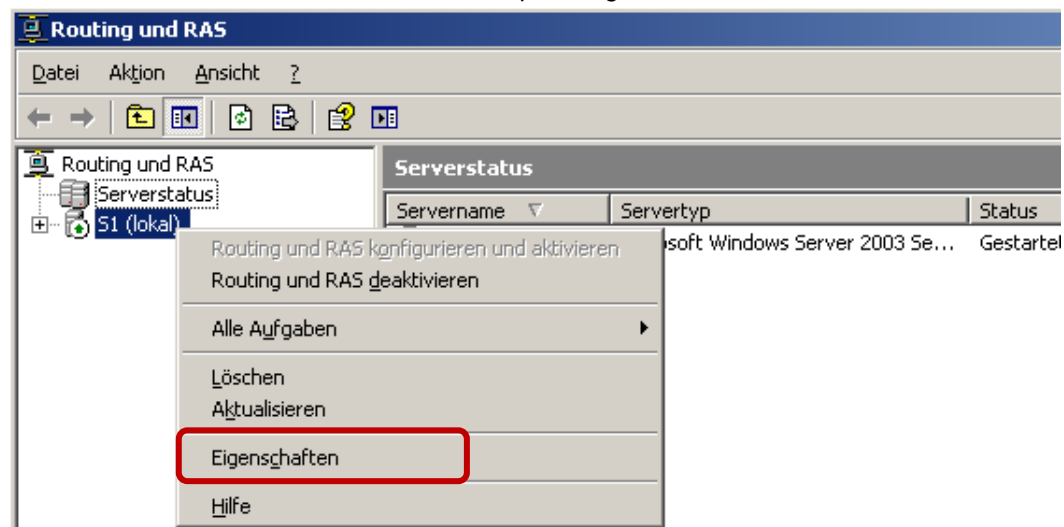 Routing und RAS
Datei Aktion Ansicht ?
Routing und RAS
Serverstatus
S1 (lokal)
Serverstatus
Servername Servertyp Status
soft Windows Server 2003 Se... Gestartet
Routing und RAS konfigurieren und aktivieren
Routing und RAS deaktivieren
Alle Aufgaben
Löschen
Aktualisieren
Eigenschaften
Hilfe